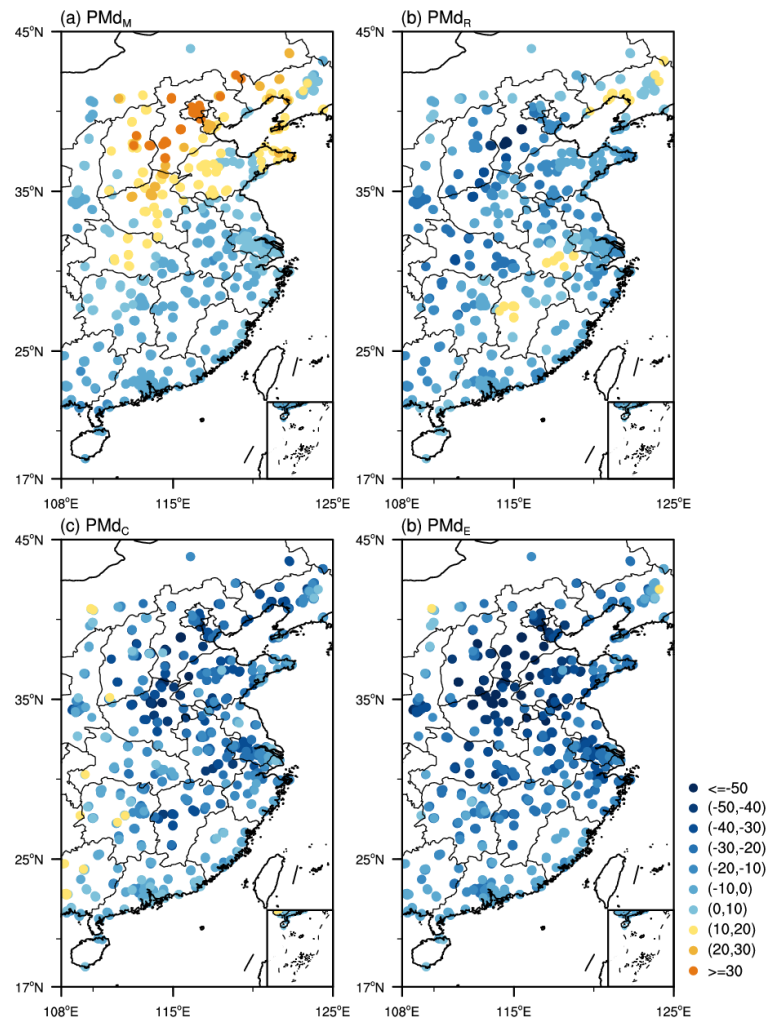 (a) PMd_M
(b) PMd_R
45°N
45°N
35°N
35°N
25°N
25°N
17°N
17°N
108°E
115°E
125°E
108°E
115°E
125°E
(c) PMd_C
(b) PMd_E
45°N
45°N
35°N
35°N
25°N
25°N
17°N
17°N
108°E
115°E
125°E
108°E
115°E
125°E
<=-50
(-50,-40)
(-40,-30)
(-30,-20)
(-20,-10)
(-10,0)
(0,10)
(10,20)
(20,30)
>=30